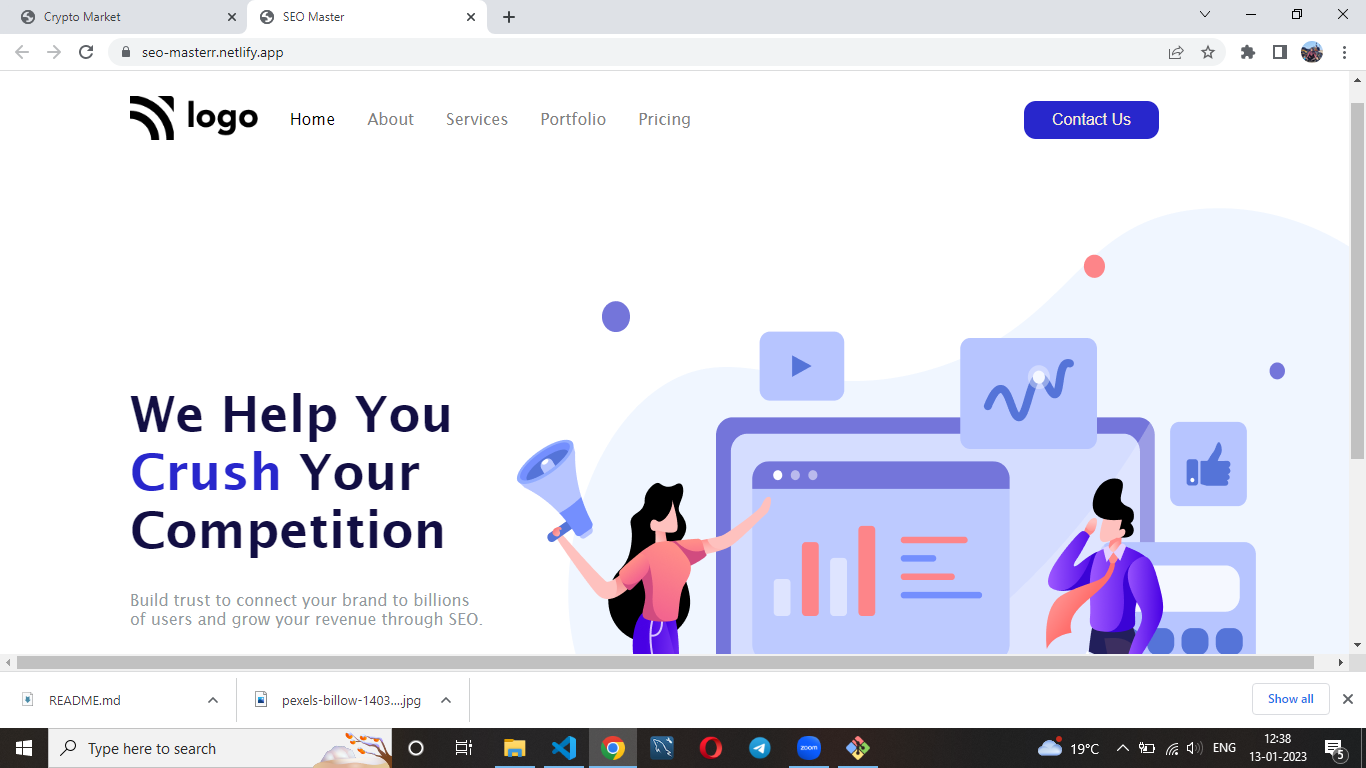 Crypto Market
SEO Master
seo-masterr.netlify.app
logo
Home
About
Services
Portfolio
Pricing
Contact Us
We Help You
Crush Your
Competition
Build trust to connect your brand to billions
of users and grow your revenue through SEO.
README.md
pexels-billow-1403....jpg
Show all
Type here to search
zoom
19°C
ENG
12:38
13-01-2023
5